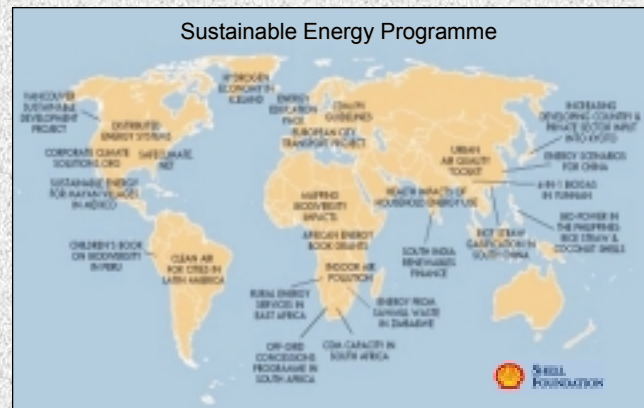 Sustainable Energy Programme
HYDROGEN
ECONOMY IN
ICELAND
VANCOUVER
SUSTAINABLE
DEVELOPMENT
PROJECT
ENERGY
EDUCATION
PACK
GUIDELINES
INCREASING
DEVELOPING COUNTRY &
PRIVATE SECTOR INPUT
INTO KYOTO
DISTRIBUTED
ENERGY SYSTEMS
EUROPEAN CITY
TRANSPORT PROJECT
URBAN
AIR QUALITY
TOOLKIT
CORPORATE CLIMATE
SOLUTIONS.ORG
SAFECLIMATE.
NET
ENERGY SCENARIOS
FOR CHINA
SUSTAINABLE ENERGY
FOR MAYAN VILLAGES
IN MEXICO
MAPPING
BIODIVERSITY
IMPACTS
HEALTH IMPACTS OF
HOUSEHOLD ENERGY USE
4-IN-1 BIOGAS
IN YUNNAN
BIO-POWER IN
THE PHILIPPINES:
RICE STRAW &
COCONUT SHELLS
AFRICAN ENERGY
BOOK GRANTS
STRAW
GASIFICATION IN
SOUTH CHINA
CHILDREN'S BOOK
ON BIODIVERSITY
IN PERU
CLEAN AIR
FOR CITIES IN
LATIN AMERICA
SOUTH INDIA
RENEWABLES
FINANCE
INDOOR AIR
POLLUTION
RURAL ENERGY
SERVICES IN
EAST AFRICA
ENERGY FROM
SAWMILL WASTE
IN ZIMBABWE
OFF-GRID
CONCESSIONS
PROGRAMME IN
SOUTH AFRICA
CDM CAPACITY IN
SOUTH AFRICA
SHELL
FOUNDATION